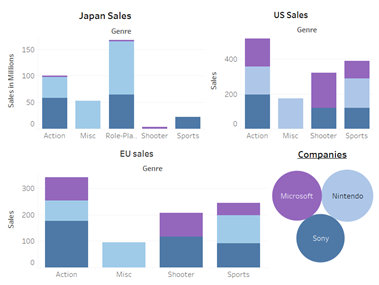 Japan Sales
Genre
Sales in Millions
150
100
50
0
Action Misc Role-Pla.. Shooter Sports
US Sales
Genre
Sales
400
200
0
Action Misc Shooter Sports
EU sales
Genre
Sales
300
200
100
0
Action Misc Shooter Sports
Companies
Microsoft
Nintendo
Sony